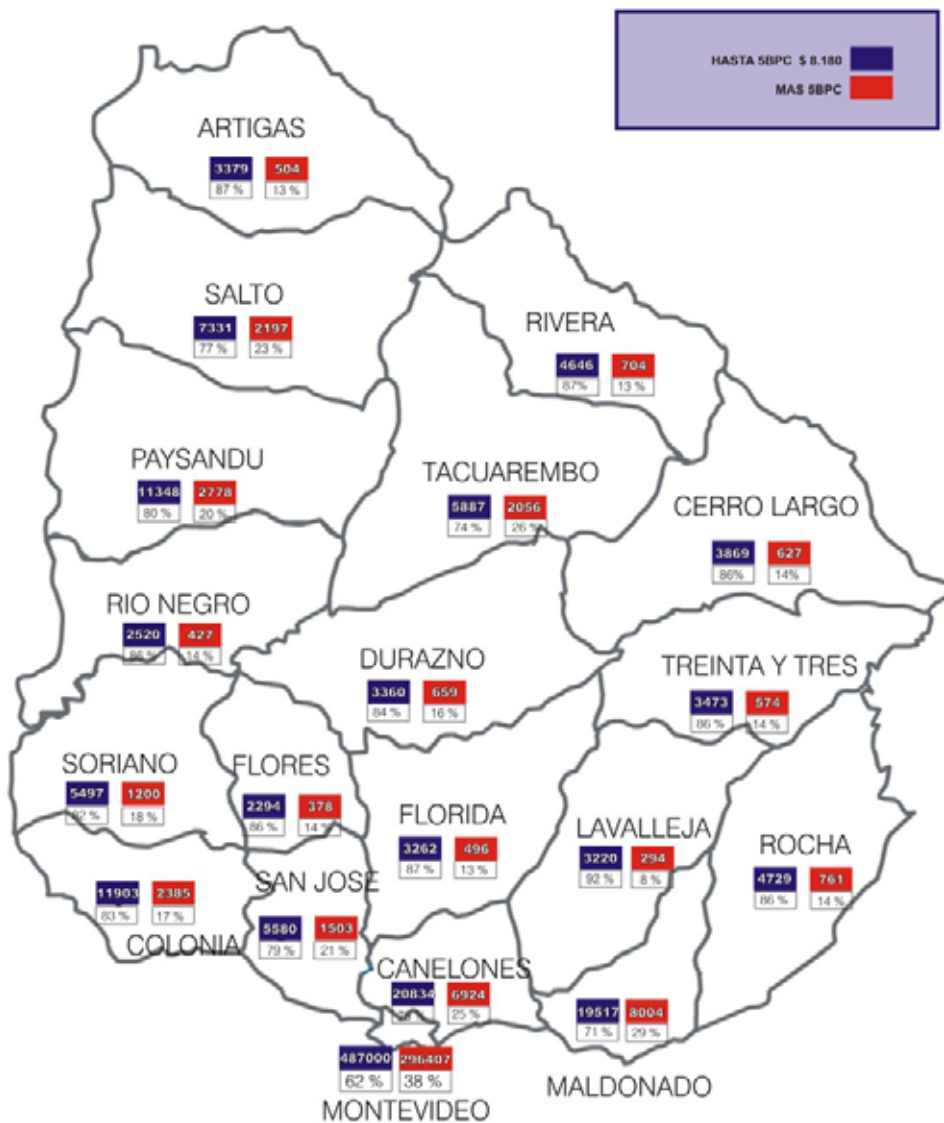 HASTA 5BPC $ 8.180
MAS 5BPC
ARTIGAS
3379 504
87 % 13 %
SALTO
7331 2197
77 % 23 %
RIVERA
4646 704
87% 13 %
PAYSANDU
11348 2778
80 % 20 %
TACUAREMBO
5887 2056
74 % 26 %
CERRO LARGO
3869 627
86% 14%
RIO NEGRO
2520 427
86 % 14 %
DURAZNO
3360 659
84 % 16 %
TREINTA Y TRES
3473 574
86 % 14 %
SORIANO
5497 1200
82 % 18 %
FLORES
2294 378
86 % 14 %
FLORIDA
3262 496
87 % 13 %
LAVALLEJA
3220 294
92 % 8 %
ROCHA
4729 761
86 % 14 %
11903 2385
83 % 17 %
COLONIA
SAN JOSE
5580 1503
79 % 21 %
CANELONES
20834 6924
25 %
19517 8004
71 % 29 %
MALDONADO
487000 296407
62 % 38 %
MONTEVIDEO